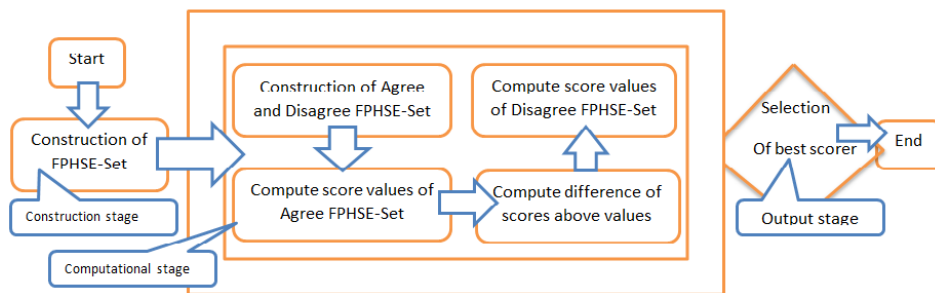 Start
Construction of
FPHSE-Set
Construction stage
Construction of Agree
and Disagree FPHSE-Set
Compute score values of
Agree FPHSE-Set
Computational stage
Compute difference of
scores above values
Compute score values
of Disagree FPHSE-Set
Selection
Of best scorer
Output stage
End